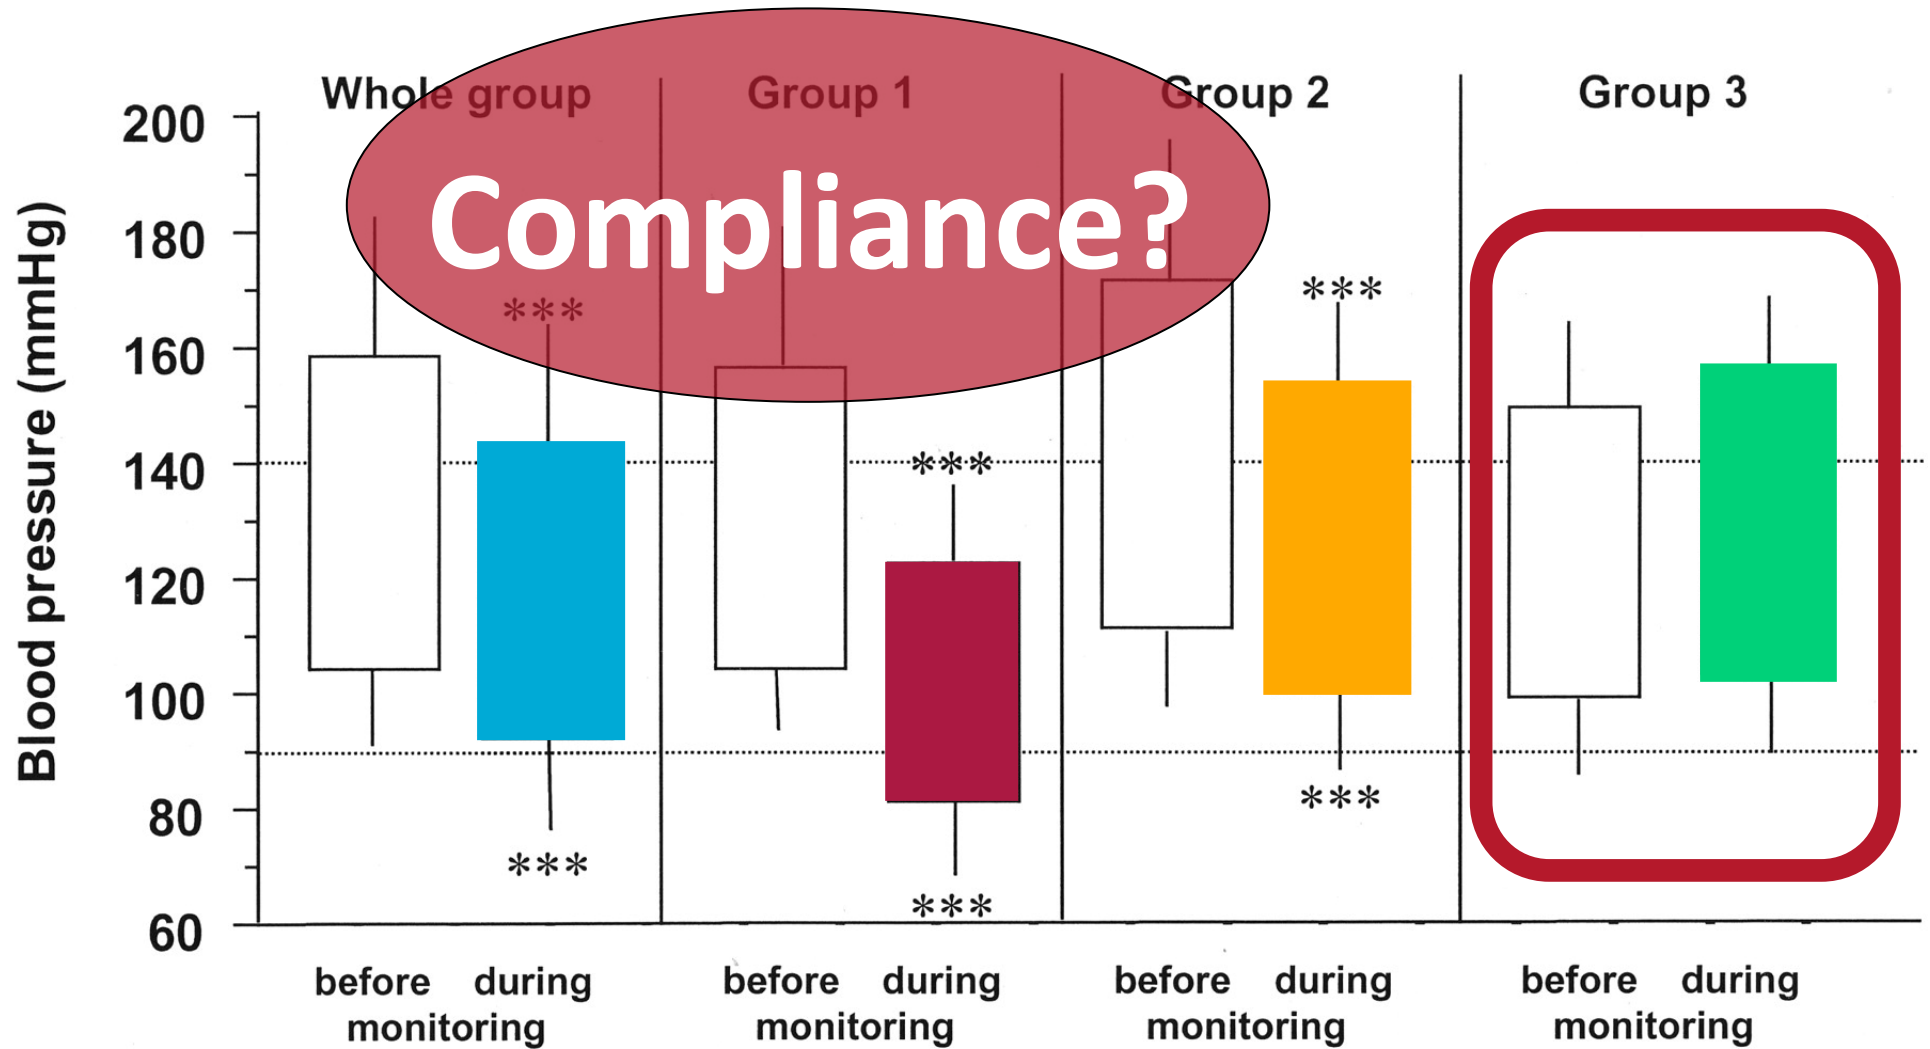 Whole group
Group 1
Group 2
Group 3
Compliance?
Blood pressure (mmHg)
200
180
160
140
120
100
80
60
***
***
***
***
***
***
before during
monitoring
before during
monitoring
before during
monitoring
before during
monitoring